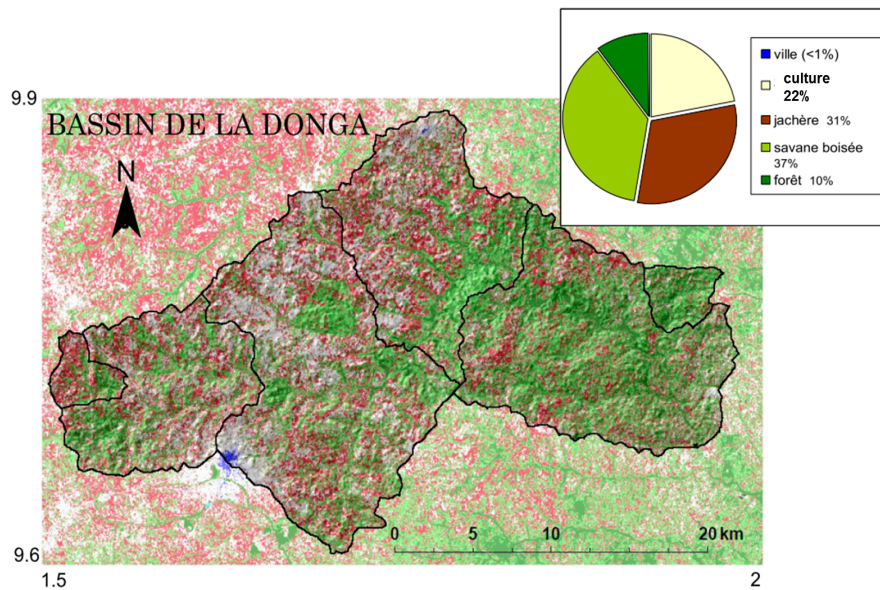 ville (<1%)
culture
22%
jachère 31%
savane boisée
37%
forêt 10%
9.9
BASSIN DE LA DONGA
N
0 5 10 20 km
9.6
1.5 2